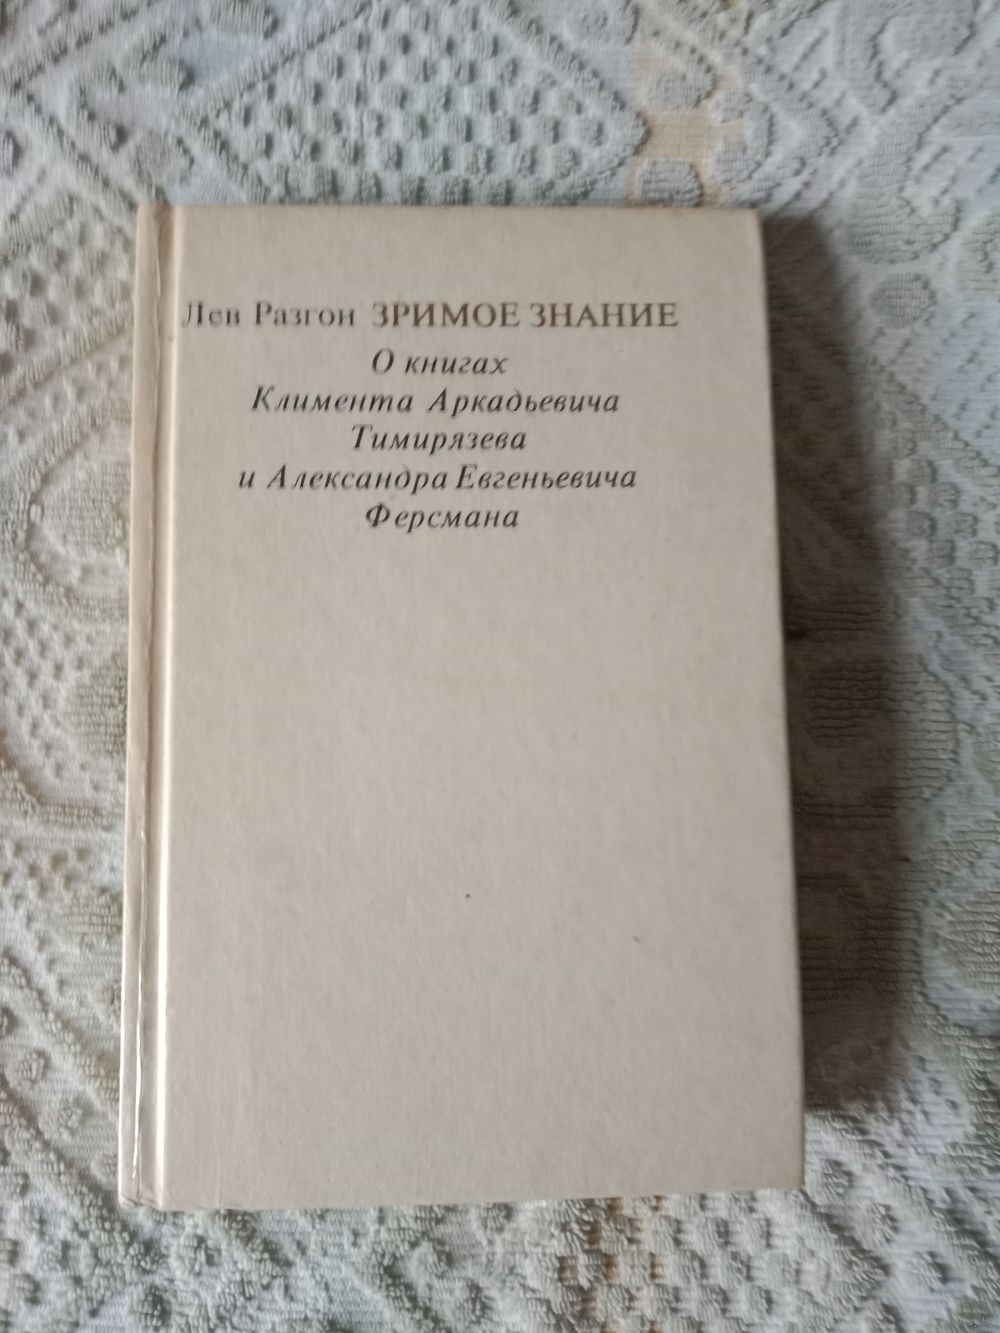 Лев Разгон ЗРИМОЕ ЗНАНИЕ
О книгах
Климента Аркадьевича
Тимирязева
и Александра Евгеньевича
Ферсмана